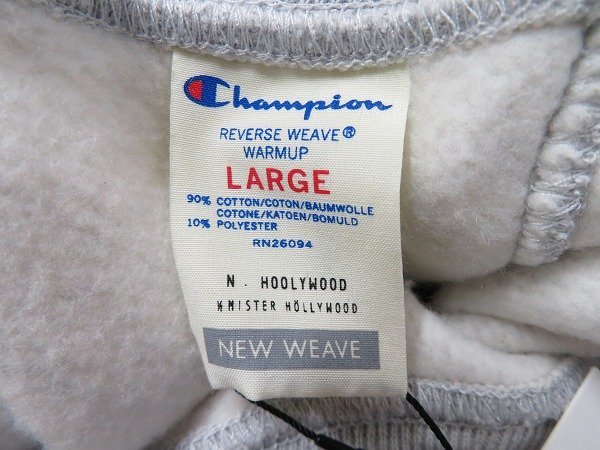 Champion
REVERSE WEAVE®
WARMUP
LARGE
90% COTTON/COTON/BAUMWOLLE
COTONE/KATOEN/BOMULD
10% POLYESTER
RN26094
N. HOOLYWOOD
MISTER HÖLLYWOOD
NEW WEAVE